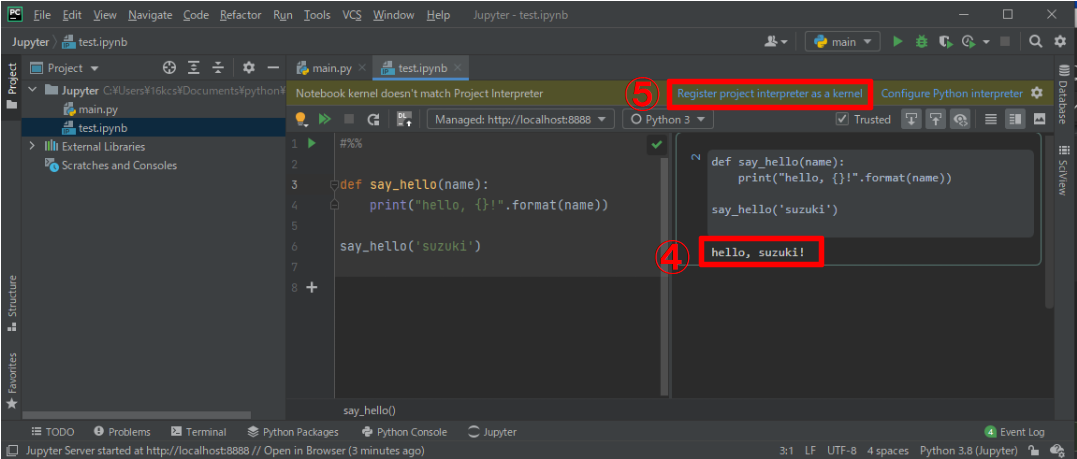 PC File Edit View Navigate Code Refactor Run Tools VCS Window Help Jupyter - test.ipynb
Jupyter test.ipynb main
Project main.py test.ipynb
Project
Jupyter C:¥Users¥16kcs¥Documents¥python¥
main.py
test.ipynb
External Libraries
Scratches and Consoles
Notebook kernel doesn't match Project Interpreter ⑤ Register project interpreter as a kernel Configure Python interpreter
DL Managed: http://localhost:8888 Python 3 Trusted
1 #%%
2
3 def say_hello(name):
4 print("hello, {}!".format(name))
5
6 say_hello('suzuki')
7
8 +
2 def say_hello(name):
print("hello, {}!".format(name))
say_hello('suzuki')
④ hello, suzuki!
say_hello()
Database
SciView
Structure
Favorites
TODO Problems Terminal Python Packages Python Console Jupyter 4 Event Log
Jupyter Server started at http://localhost:8888 // Open in Browser (3 minutes ago) 3:1 LF UTF-8 4 spaces Python 3.8 (Jupyter)